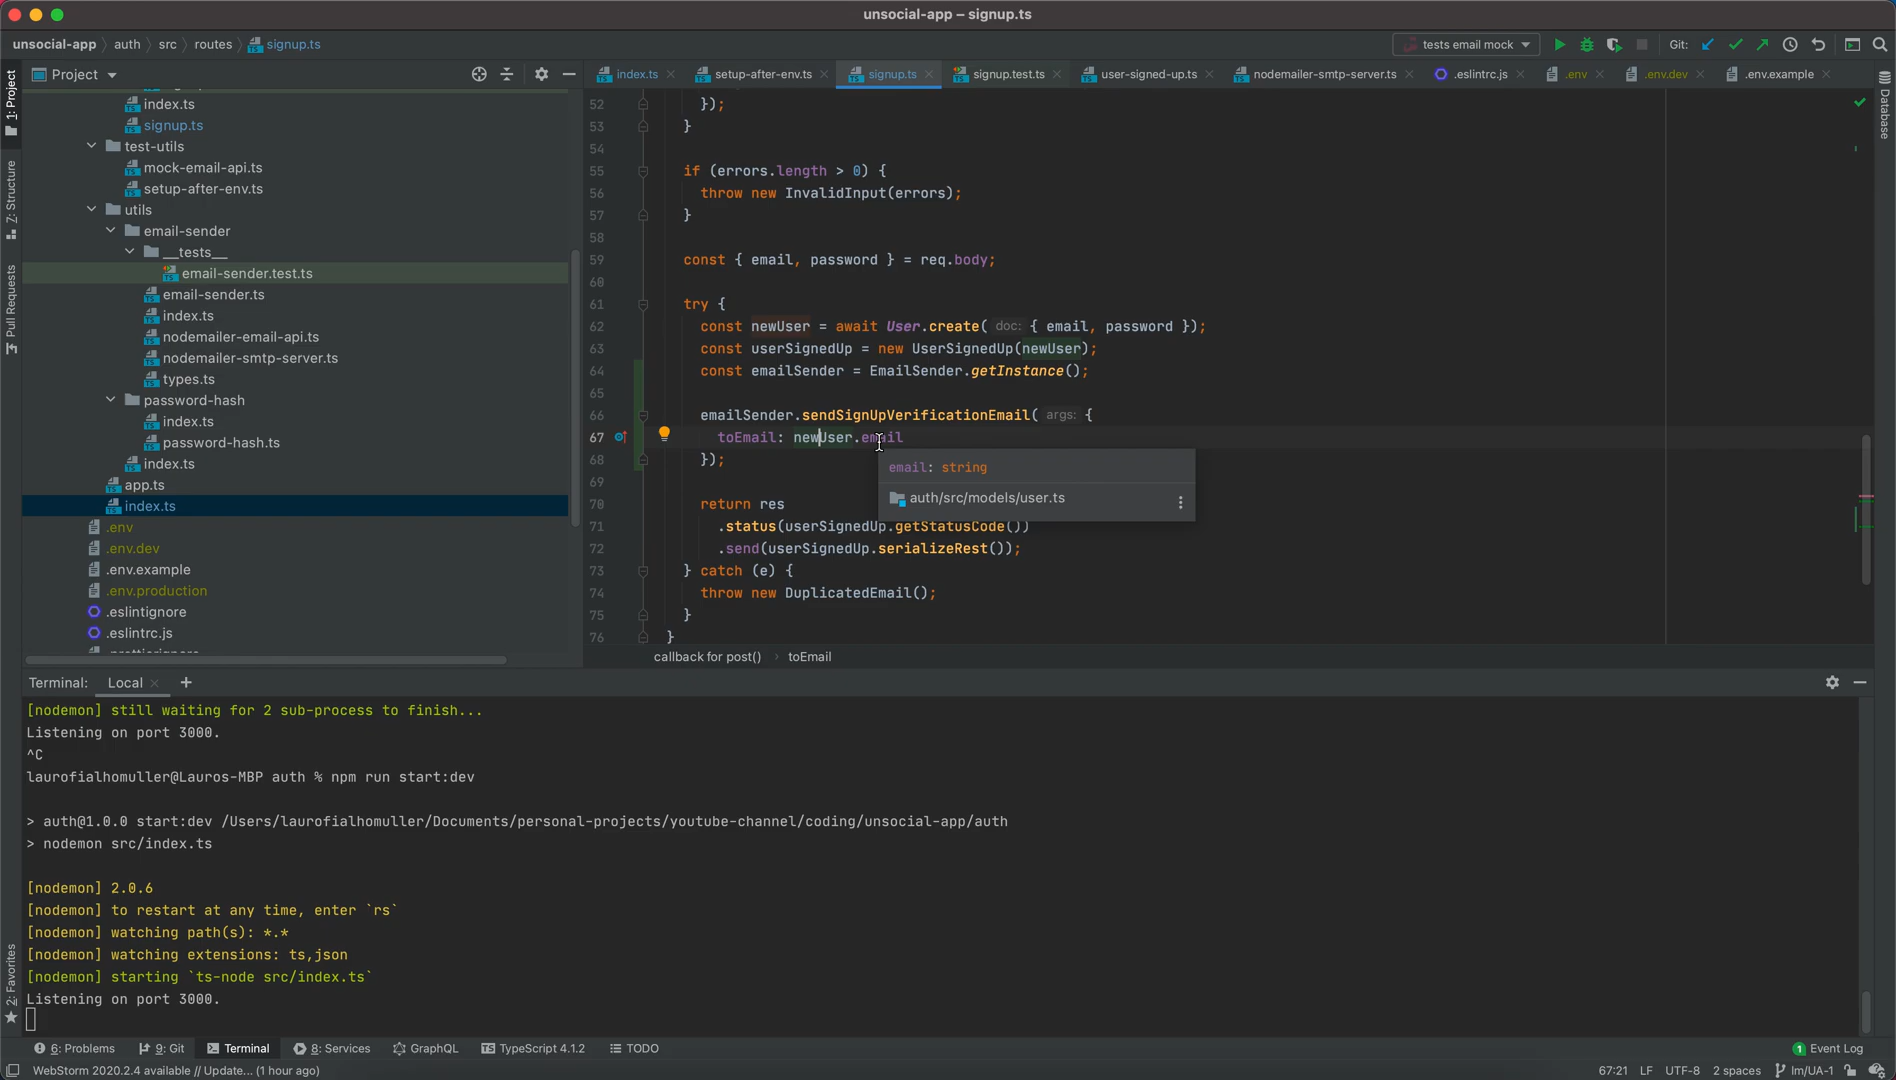 unsocial-app – signup.ts
unsocial-app auth src routes signup.ts
tests email mock
Git:
Project
index.ts
setup-after-env.ts
signup.ts
signup.test.ts
user-signed-up.ts
nodemailer-smtp-server.ts
.eslintrc.js
.env
.env.dev
.env.example
1: Project
Z: Structure
Pull Requests
2: Favorites
Database
index.ts
signup.ts
test-utils
mock-email-api.ts
setup-after-env.ts
utils
email-sender
__tests__
email-sender.test.ts
email-sender.ts
index.ts
nodemailer-email-api.ts
nodemailer-smtp-server.ts
types.ts
password-hash
index.ts
password-hash.ts
index.ts
app.ts
index.ts
.env
.env.dev
.env.example
.env.production
.eslintignore
.eslintrc.js
.prettierignore
52 });
53 }
54
55 if (errors.length > 0) {
56 throw new InvalidInput(errors);
57 }
58
59 const { email, password } = req.body;
60
61 try {
62 const newUser = await User.create( doc: { email, password });
63 const userSignedUp = new UserSignedUp(newUser);
64 const emailSender = EmailSender.getInstance();
65
66 emailSender.sendSignUpVerificationEmail( args: {
67 toEmail: newUser.email
68 });
email: string
69
auth/src/models/user.ts
70 return res
71 .status(userSignedUp.getStatusCode())
72 .send(userSignedUp.serializeRest());
73 } catch (e) {
74 throw new DuplicatedEmail();
75 }
76 }
callback for post() toEmail
Terminal: Local
[nodemon] still waiting for 2 sub-process to finish...
Listening on port 3000.
^C
laurofialhomuller@Lauros-MBP auth % npm run start:dev
> auth@1.0.0 start:dev /Users/laurofialhomuller/Documents/personal-projects/youtube-channel/coding/unsocial-app/auth
> nodemon src/index.ts
[nodemon] 2.0.6
[nodemon] to restart at any time, enter `rs`
[nodemon] watching path(s): *.*
[nodemon] watching extensions: ts,json
[nodemon] starting `ts-node src/index.ts`
Listening on port 3000.
6: Problems 9: Git Terminal 8: Services GraphQL TypeScript 4.1.2 TODO 1 Event Log
WebStorm 2020.2.4 available // Update... (1 hour ago) 67:21 LF UTF-8 2 spaces lm/UA-1